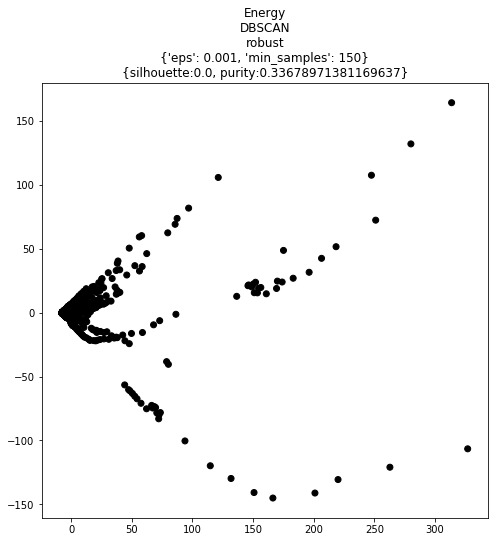 Energy
DBSCAN
robust
{'eps': 0.001, 'min_samples': 150}
{silhouette:0.0, purity:0.33678971381169637}
150
100
50
0
−50
−100
−150
0 50 100 150 200 250 300